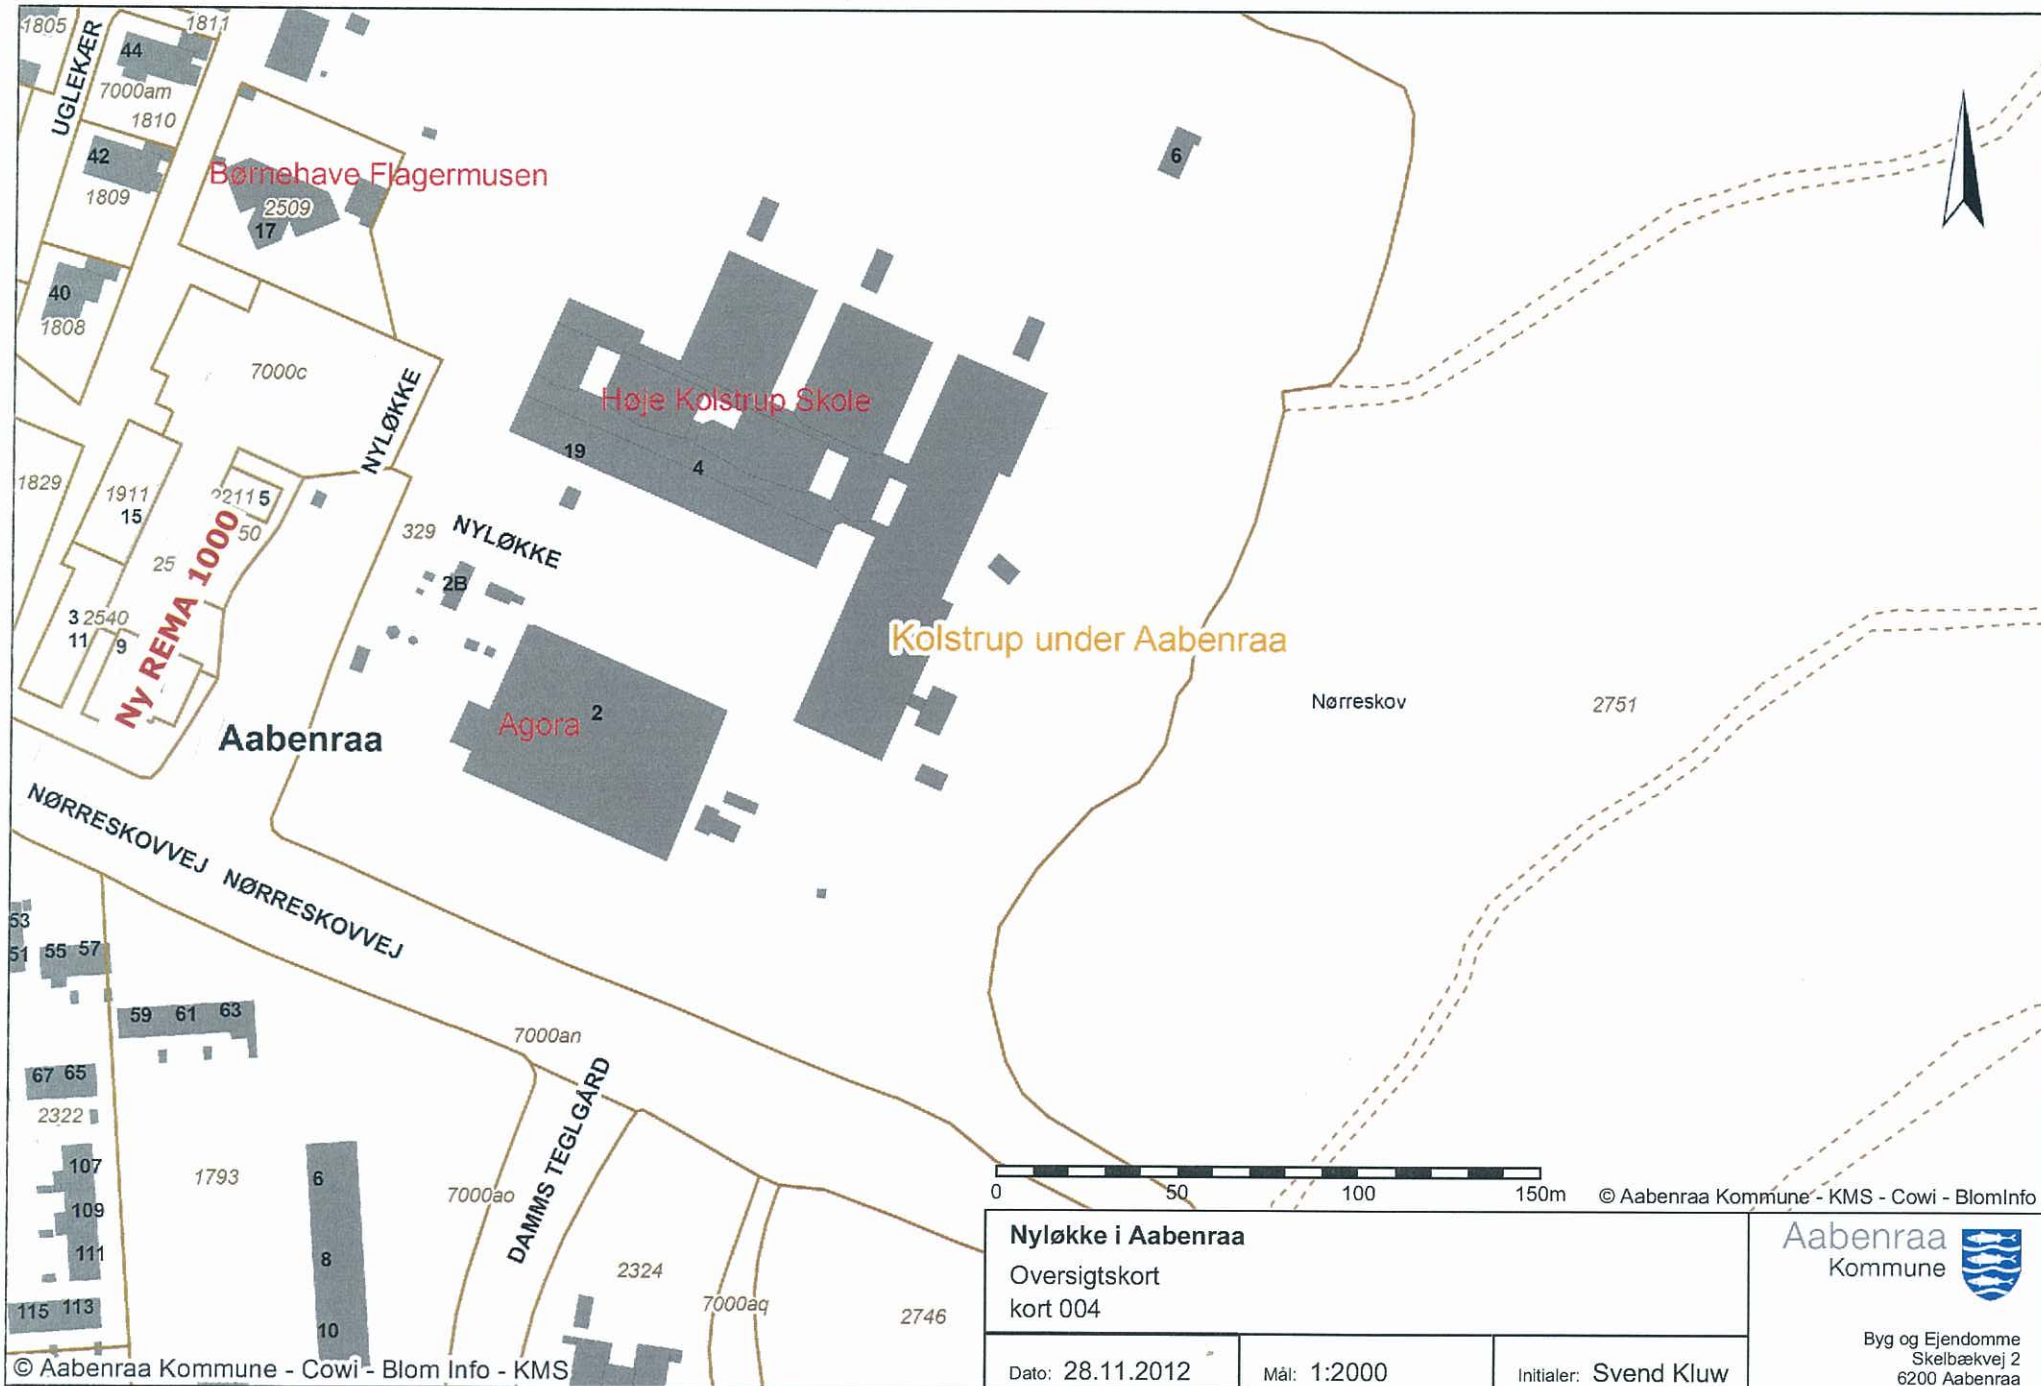 1805
1811
UGLEKÆR
44
7000am
1810
42
1809
Børnehave Flagermusen
2509
17
6
40
1808
7000c
NYLØKKE
Høje Kolstrup Skole
19
4
1829
1911
15
2211 5
50
329
NYLØKKE
25
Ny REMA 1000
2B
3 2540
11
9
Kolstrup under Aabenraa
Nørreskov
2751
Agora
2
Aabenraa
NØRRESKOVVEJ
NØRRESKOVVEJ
53
51
55 57
59 61 63
7000an
67 65
2322
DAMMS TEGLGÅRD
107
109
111
1793
6
8
10
7000ao
115 113
2324
7000aq
2746
0 50 100 150m
© Aabenraa Kommune - KMS - Cowi - BlomInfo
© Aabenraa Kommune - Cowi - Blom Info - KMS
Nyløkke i Aabenraa
Oversigtskort
kort 004
Dato: 28.11.2012
Mål: 1:2000
Initialer: Svend Kluw
Aabenraa
Kommune
Byg og Ejendomme
Skelbækvej 2
6200 Aabenraa